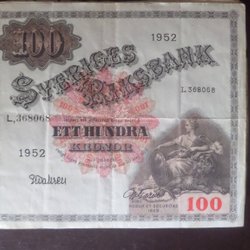 100
1952
SVERIGES
RIKSBANK
L,368068
L,368068
ETT HUNDRA
KRONOR
1952
100